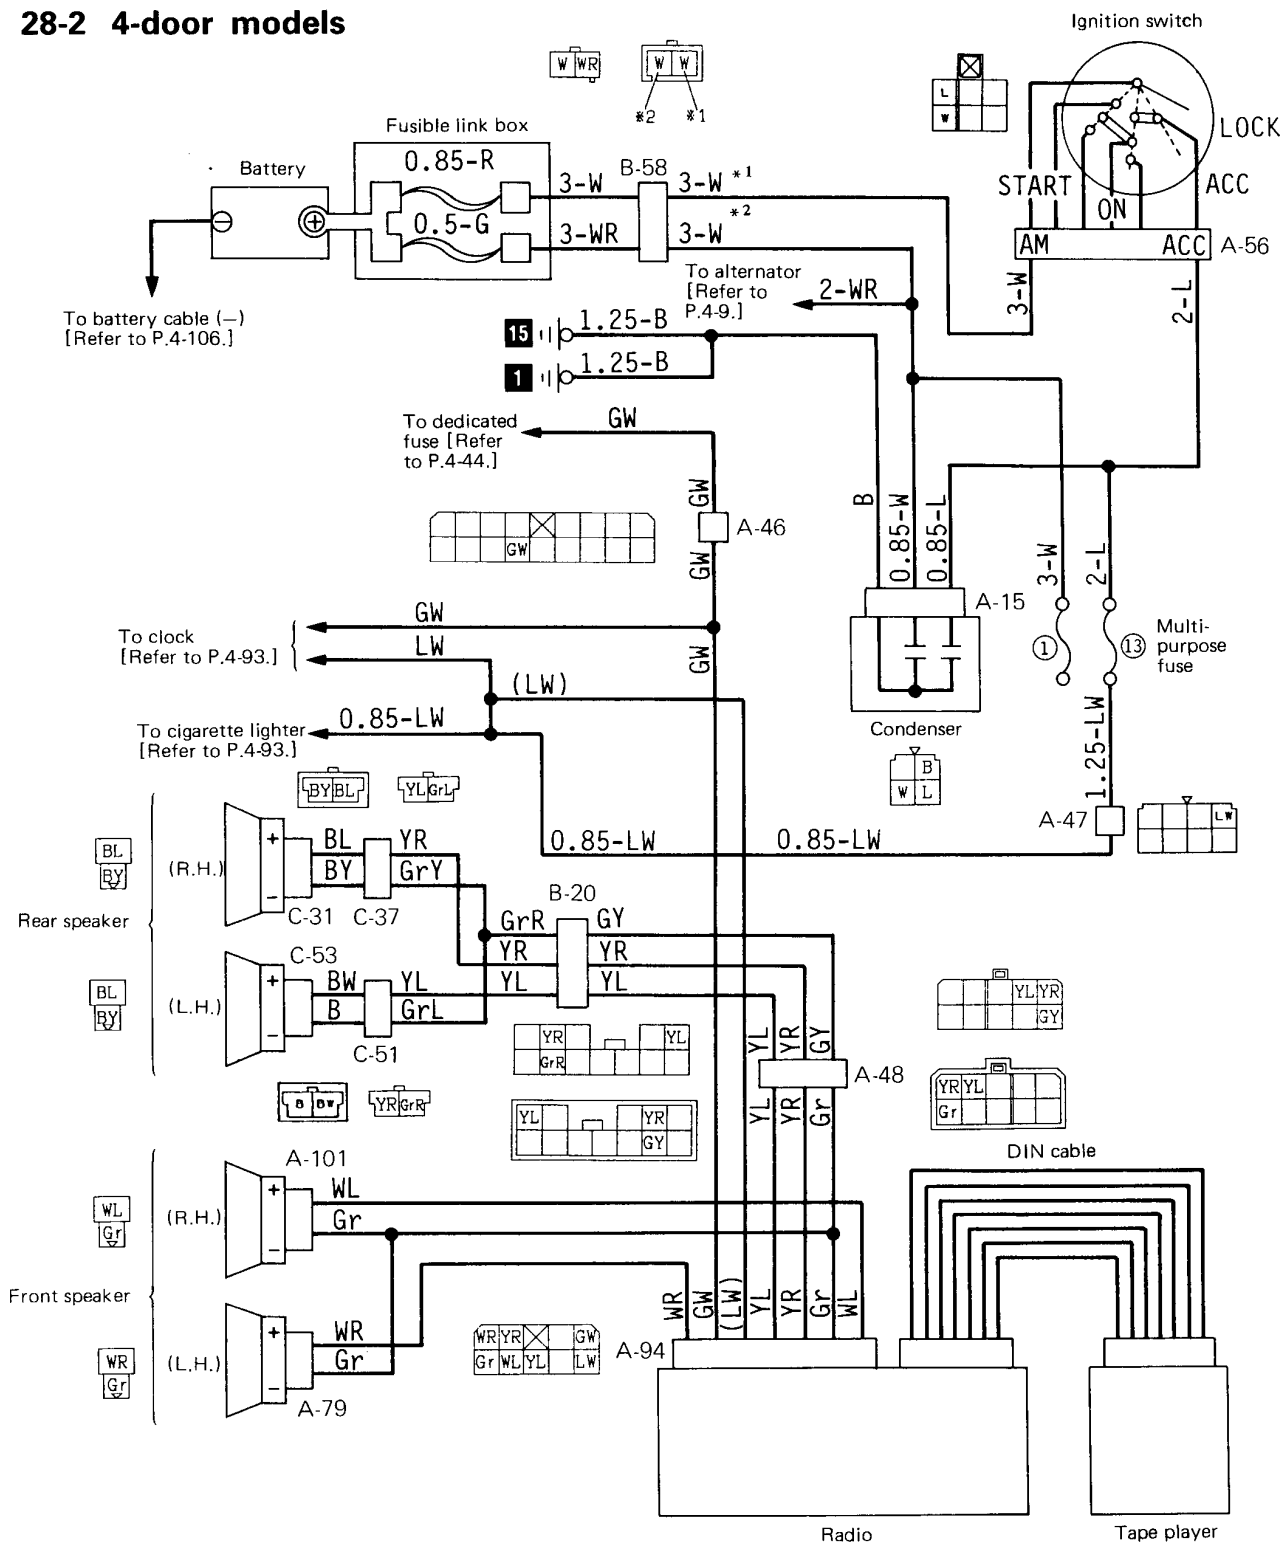 28-2 4-door models
Ignition switch
W WR
W W
*2 *1
L
W
LOCK
ACC
START
ON
AM ACC A-56
Fusible link box
Battery
0.85-R
0.5-G
B-58
3-W
3-W *1
3-WR
3-W *2
3-W
2-L
To battery cable (—)
[Refer to P.4-106.]
To alternator
[Refer to
P.4-9.]
2-WR
15
1.25-B
1
1.25-B
To dedicated
fuse [Refer
to P.4-44.]
GW
GW
A-46
GW
GW
B
0.85-W
0.85-L
3-W
2-L
A-15
GW
LW
To clock
[Refer to P.4-93.]
GW
(LW)
1
13
Multi-
purpose
fuse
To cigarette lighter
[Refer to P.4-93.]
0.85-LW
Condenser
B
W L
1.25-LW
A-47
LW
0.85-LW
0.85-LW
BY BL
YL GrL
BL
BY
(R.H.)
+
−
BL
BY
YR
GrY
C-31 C-37
Rear speaker
B-20
GrR
GY
YR
YR
YL
YL
C-53
BL
BY
(L.H.)
+
−
BW
B
YL
GrL
C-51
YR YL
GrR
YL YR
GY
YL
YR
GY
YL YR
GY
A-48
YL
YR
Gr
YR YL
Gr
B BW
YR GrR
DIN cable
A-101
WL
Gr
(R.H.)
+
−
WL
Gr
Front speaker
WR
Gr
(L.H.)
+
−
WR
Gr
A-79
WR YR GW
Gr WL YL LW
A-94
WR
GW
(LW)
YL
YR
Gr
WL
Radio
Tape player